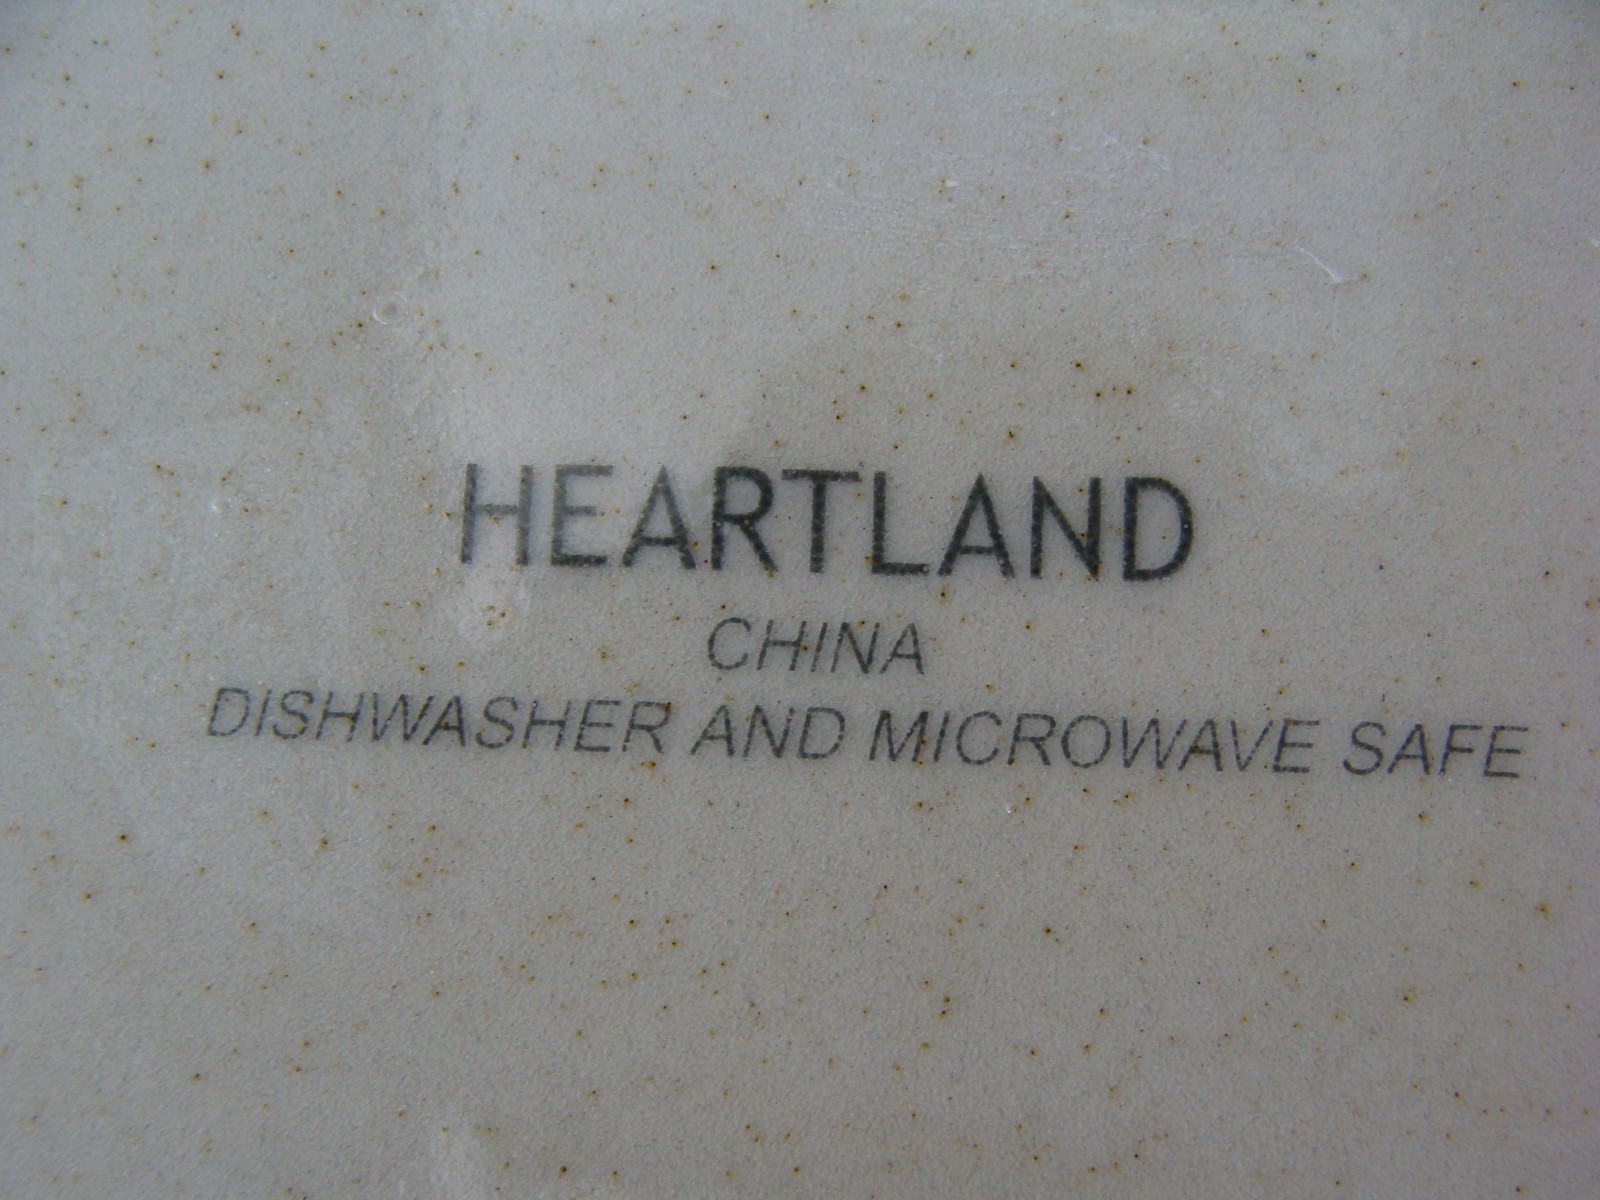 HEARTLAND
CHINA
DISHWASHER AND MICROWAVE SAFE